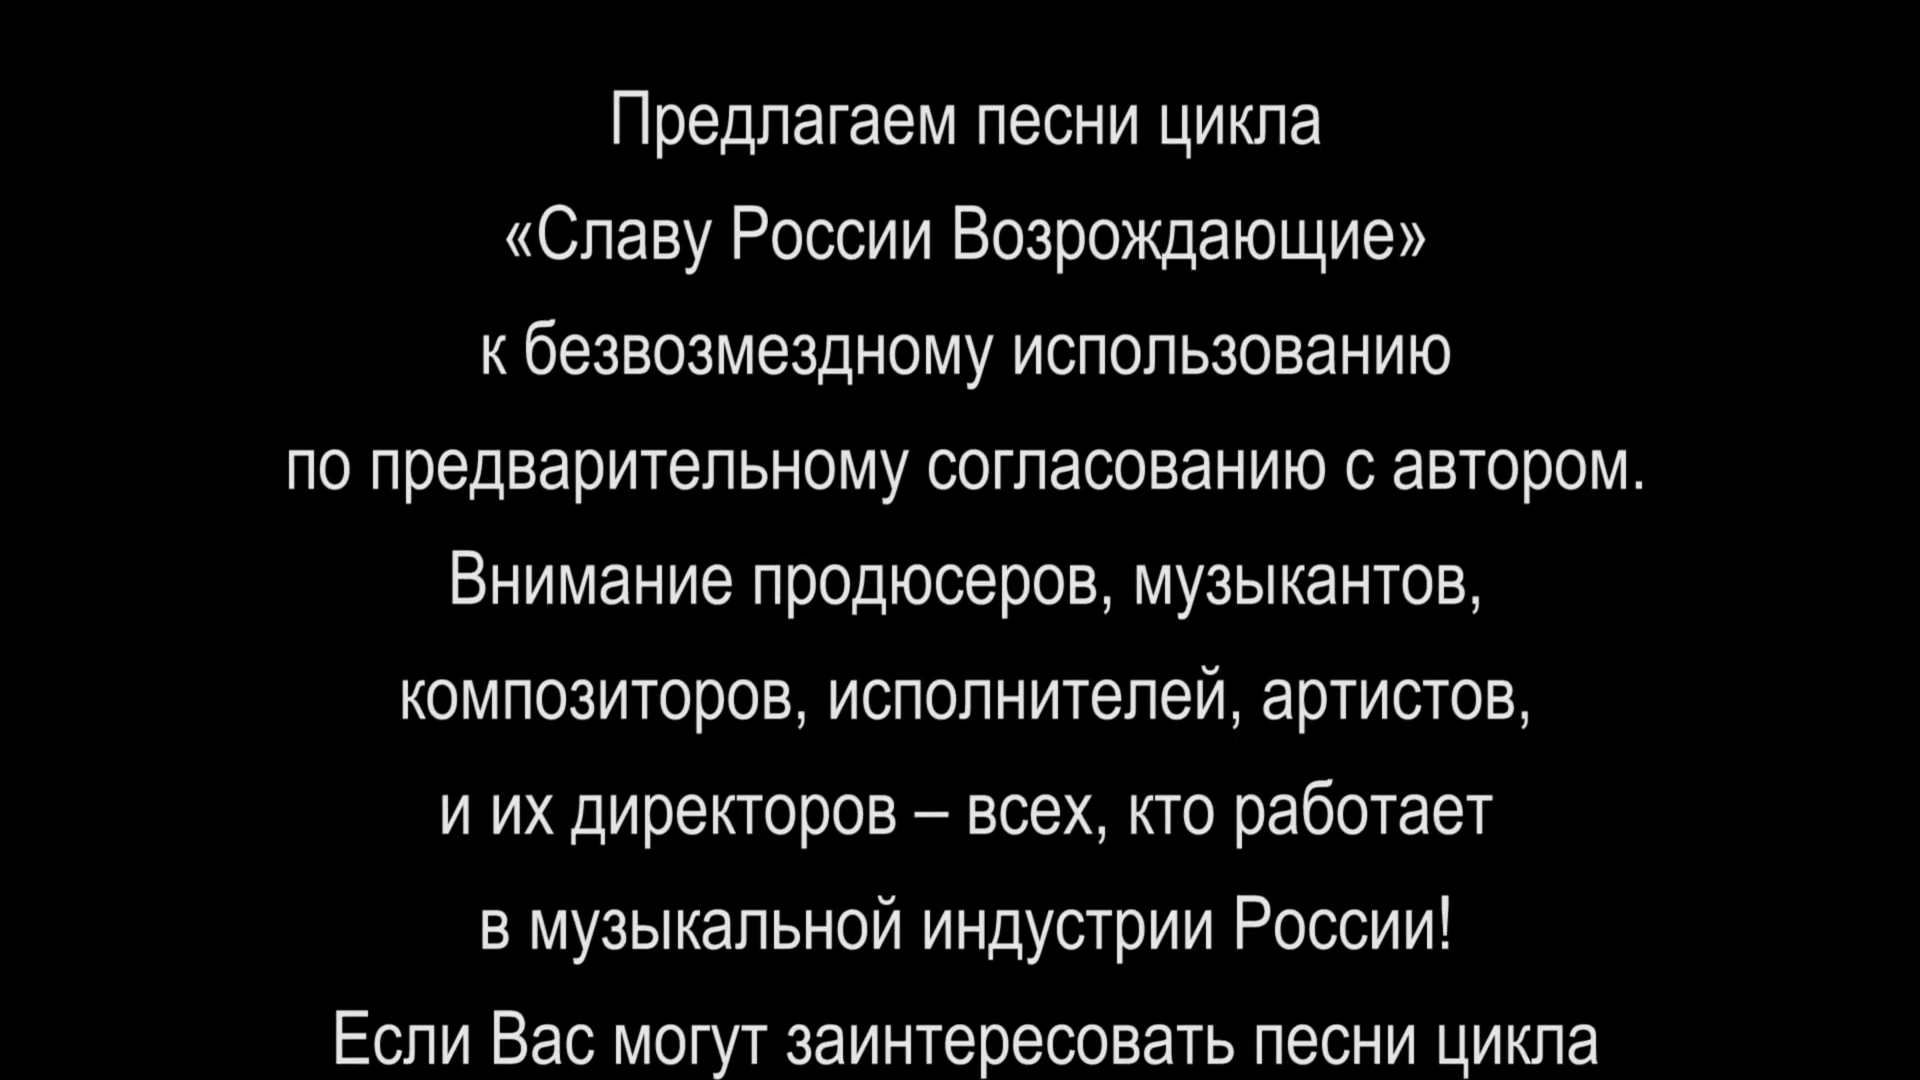 Предлагаем песни цикла
«Славу России Возрождающие»
к безвозмездному использованию
по предварительному согласованию с автором.
Внимание продюсеров, музыкантов,
композиторов, исполнителей, артистов,
и их директоров – всех, кто работает
в музыкальной индустрии России!
Если Вас могут заинтересовать песни цикла